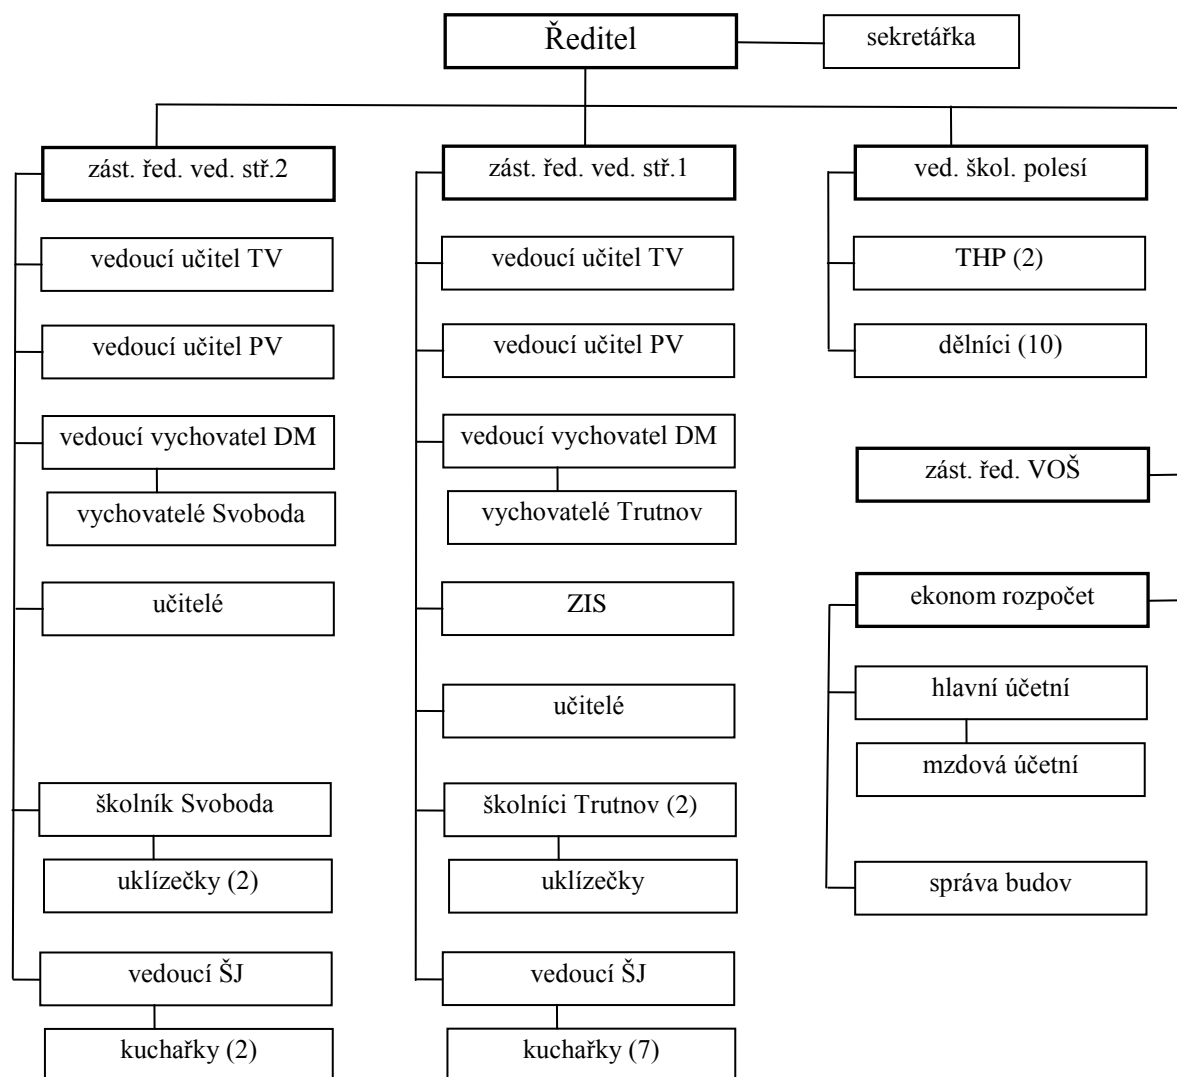 Ředitel
sekretářka
zást. řed. ved. stř.2
vedoucí učitel TV
vedoucí učitel PV
vedoucí vychovatel DM
vychovatelé Svoboda
učitelé
školník Svoboda
uklízečky (2)
vedoucí ŠJ
kuchařky (2)
zást. řed. ved. stř.1
vedoucí učitel TV
vedoucí učitel PV
vedoucí vychovatel DM
vychovatelé Trutnov
ZIS
učitelé
školníci Trutnov (2)
uklízečky
vedoucí ŠJ
kuchařky (7)
ved. škol. polesí
THP (2)
dělníci (10)
zást. řed. VOŠ
ekonom rozpočet
hlavní účetní
mzdová účetní
správa budov